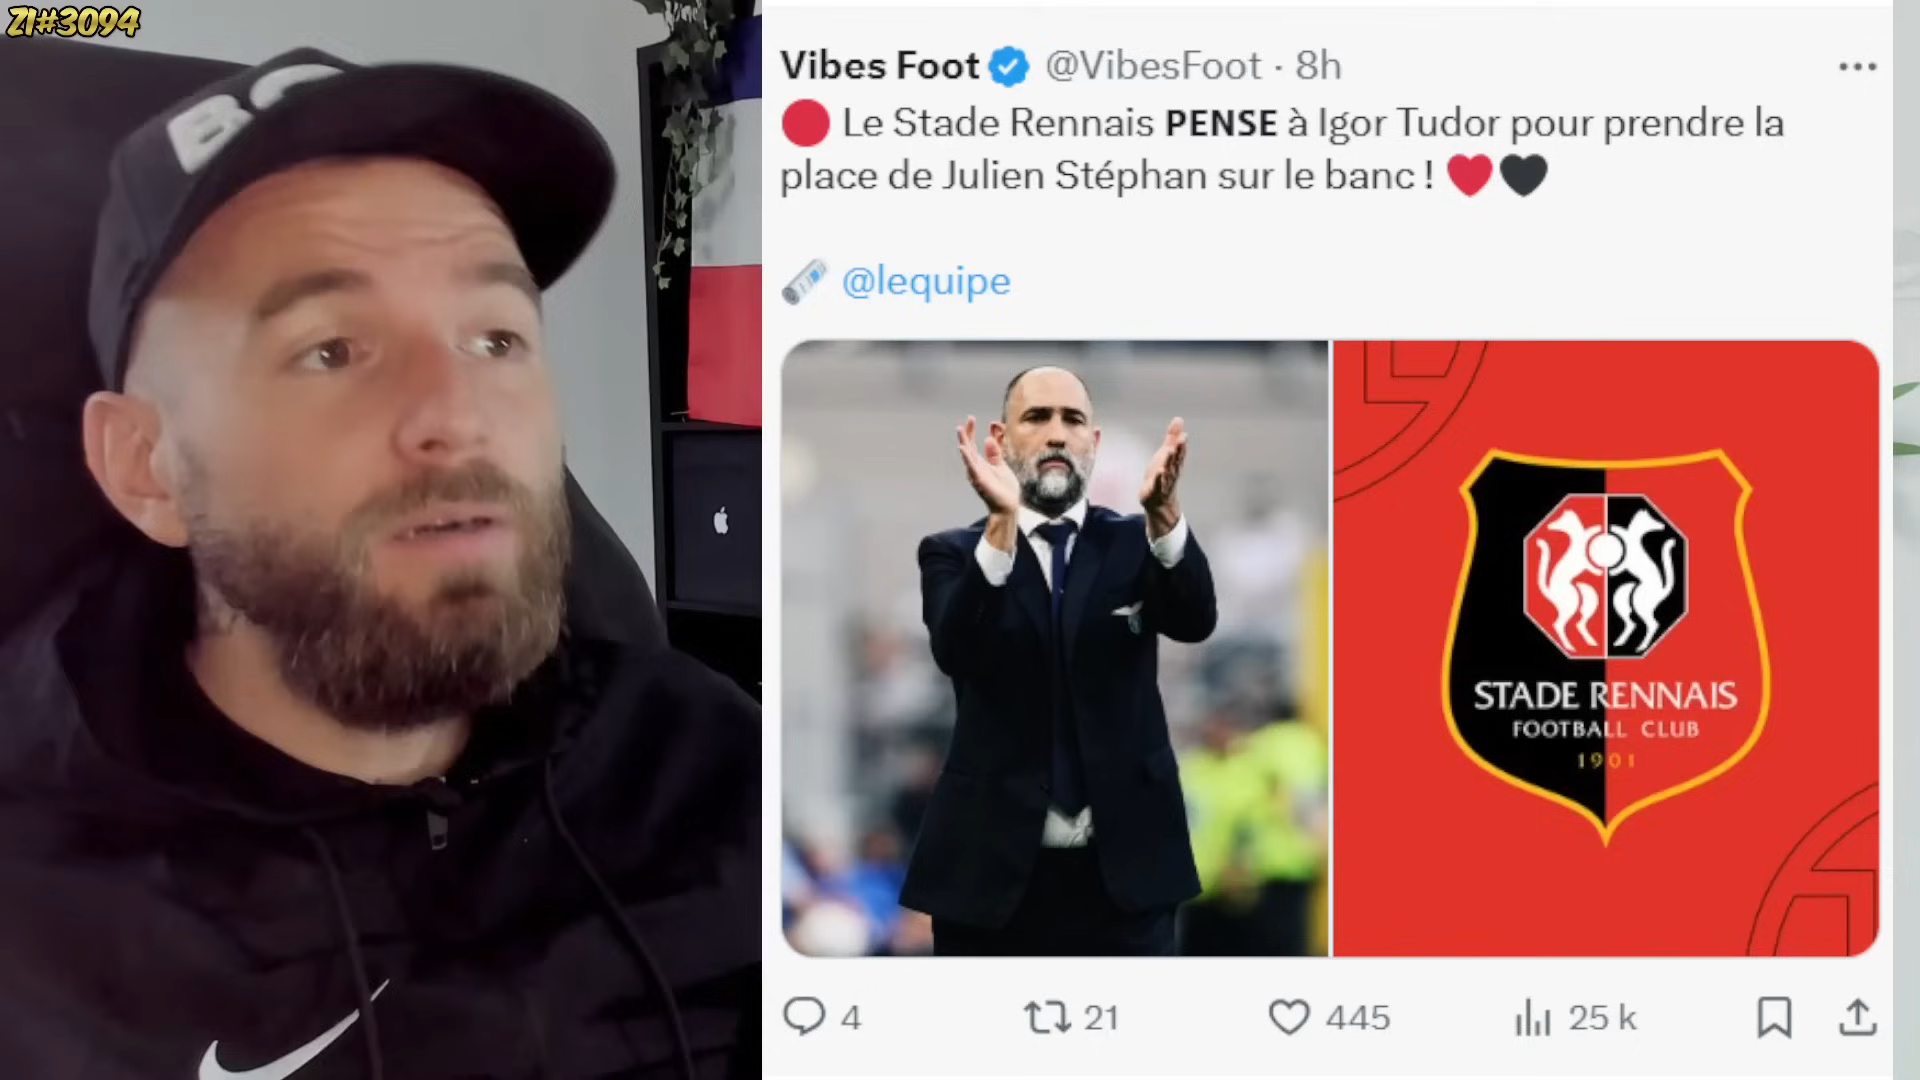 ZI#3094
Vibes Foot @VibesFoot · 8h
Le Stade Rennais PENSE à Igor Tudor pour prendre la
place de Julien Stéphan sur le banc !
@lequipe
STADE RENNAIS
FOOTBALL CLUB
1901
4 21 445 25 k